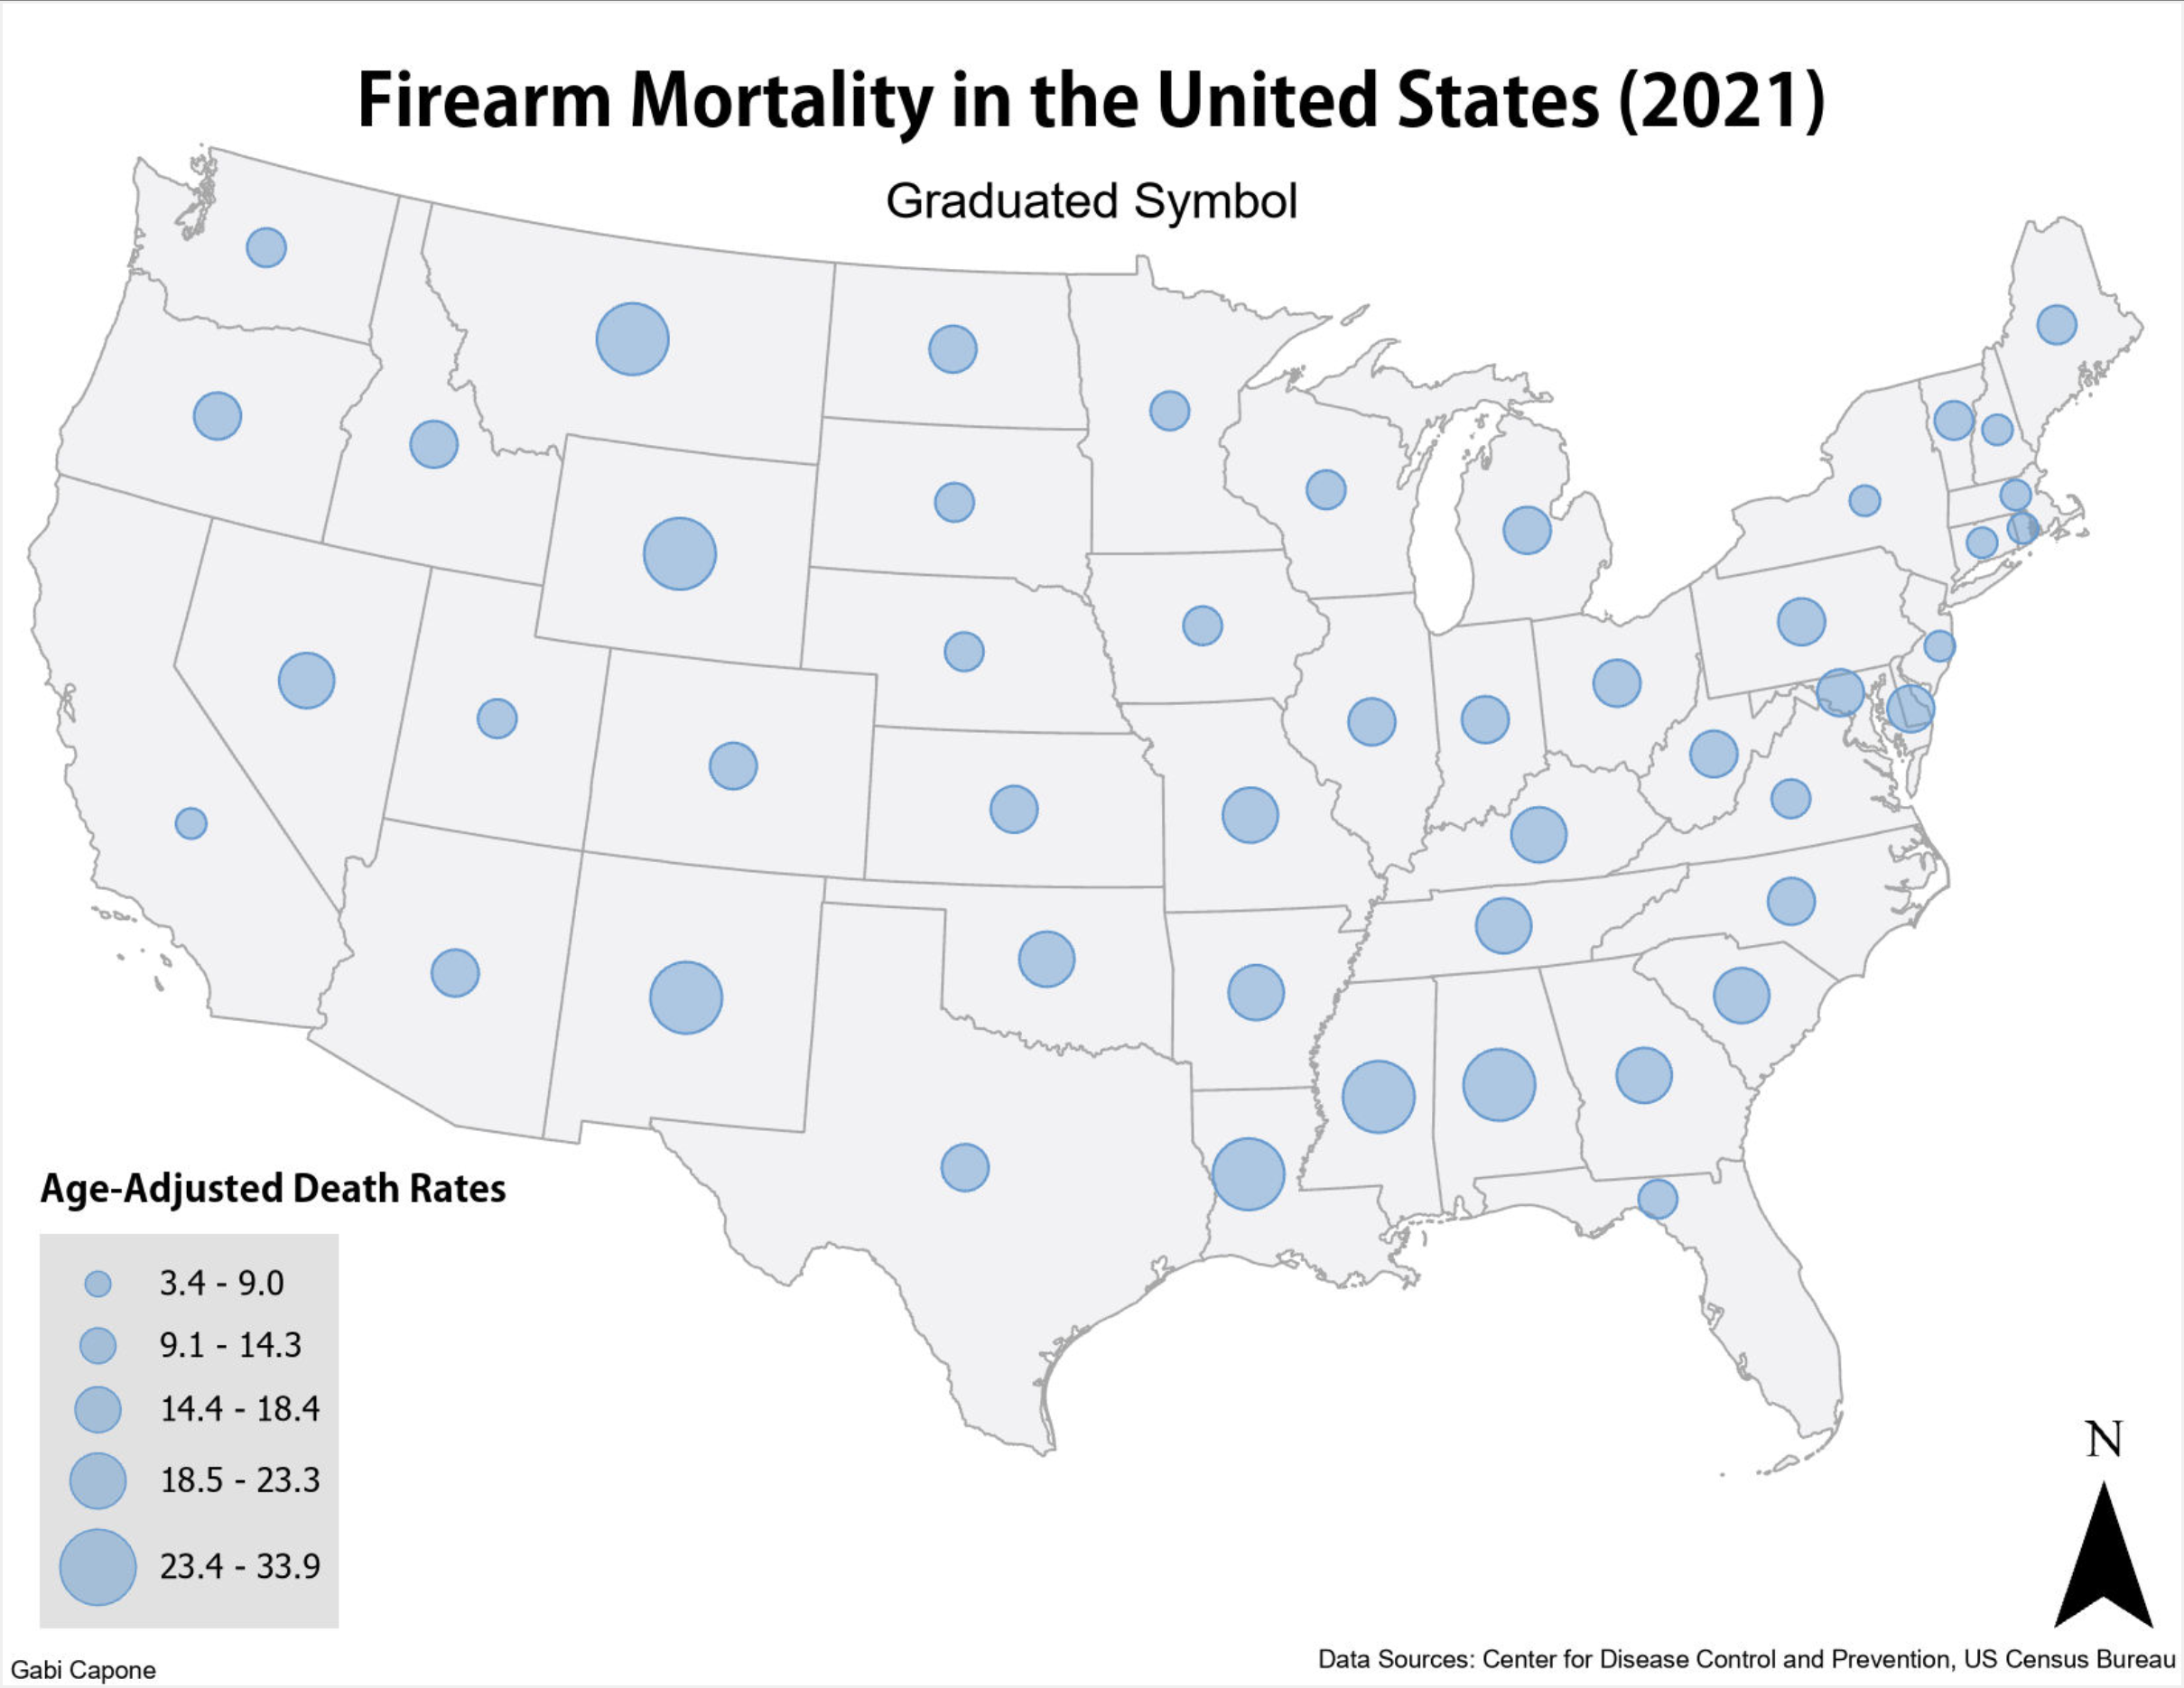 Firearm Mortality in the United States (2021)
Graduated Symbol
Age-Adjusted Death Rates
3.4 - 9.0
9.1 - 14.3
14.4 - 18.4
18.5 - 23.3
23.4 - 33.9
N
Gabi Capone
Data Sources: Center for Disease Control and Prevention, US Census Bureau